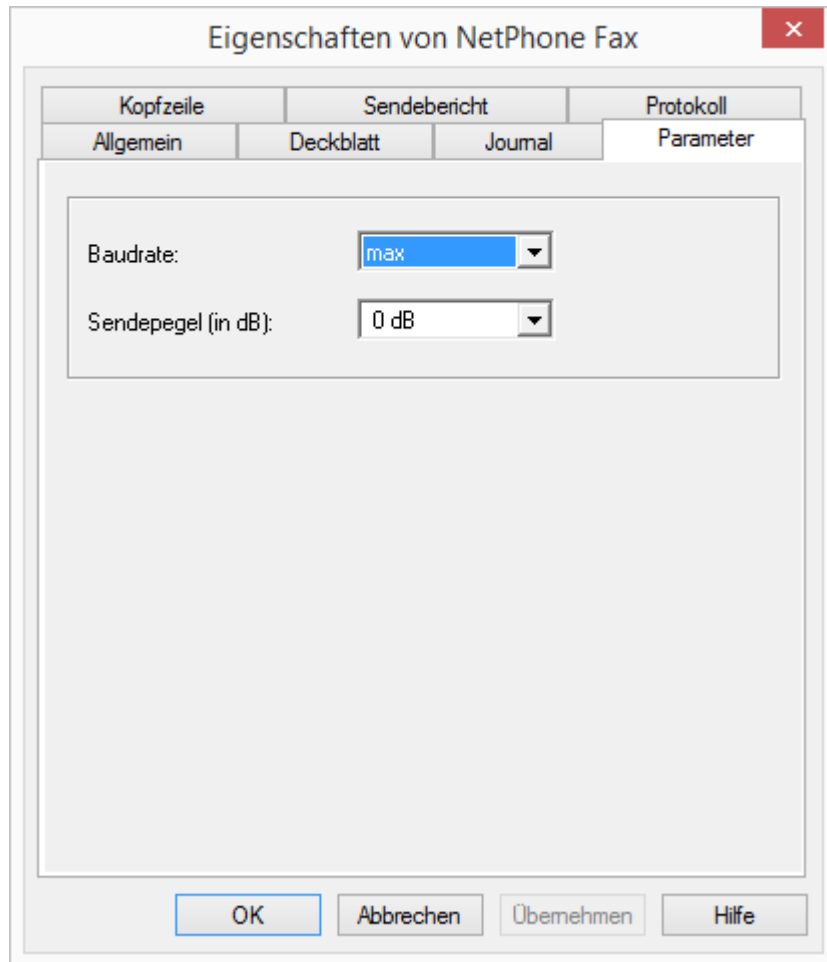 Eigenschaften von NetPhone Fax
Kopfzeile Sendebericht Protokoll
Allgemein Deckblatt Journal Parameter
Baudrate: max
Sendepegel (in dB): 0 dB
OK Abbrechen Übernehmen Hilfe